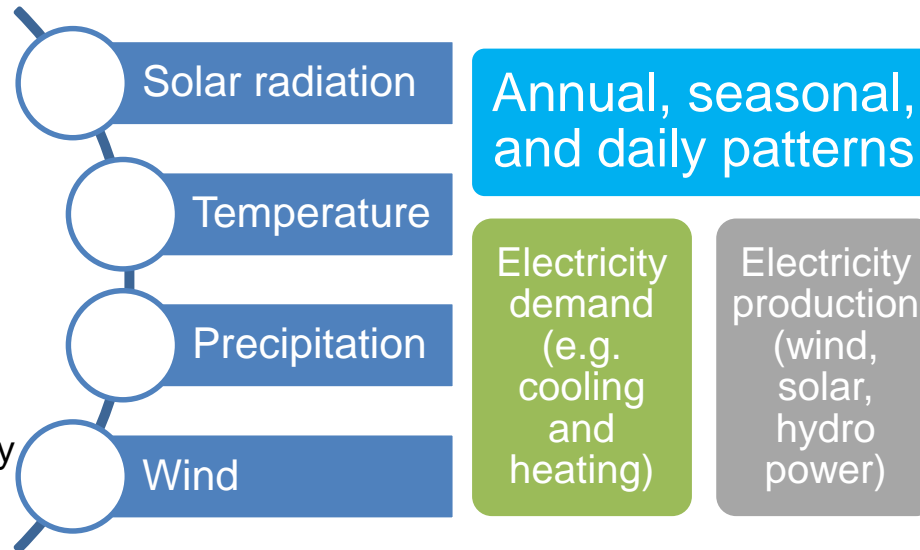 Solar radiation
Temperature
Precipitation
y
Wind
Annual, seasonal,
and daily patterns
Electricity
demand
(e.g.
cooling
and
heating)
Electricity
production
(wind,
solar,
hydro
power)